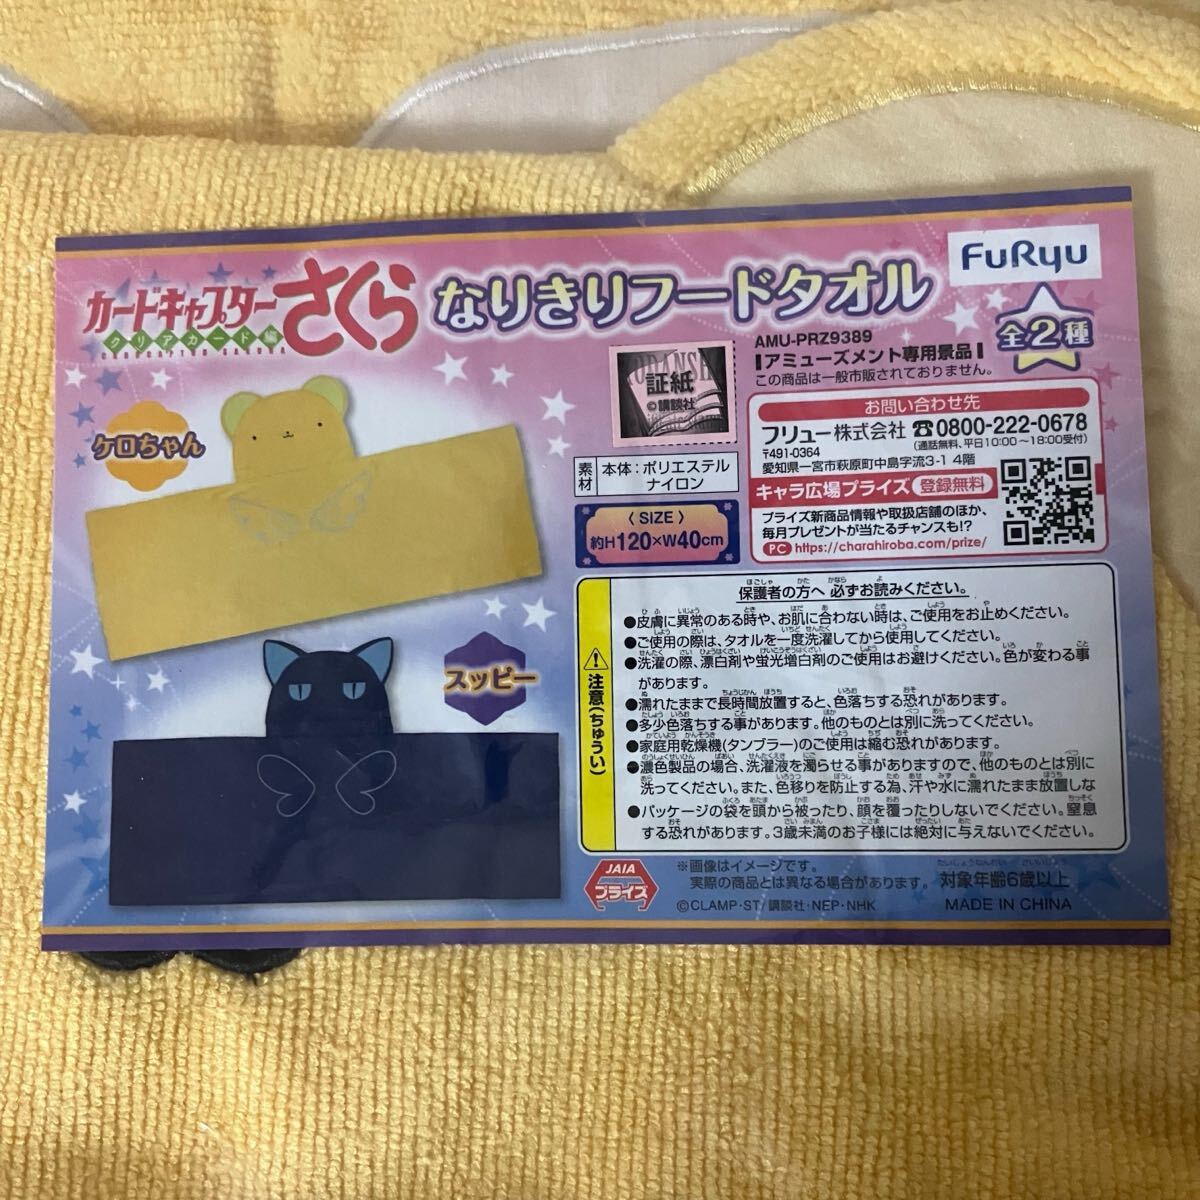 カードキャプターさくら
クリアカード編
CARDCAPTOR SAKURA
なりきりフードタオル
FuRyu
全2種
AMU-PRZ9389
アミューズメント専用景品
この商品は一般市販されておりません。
ケロちゃん
スッピー
KODANSHA
証紙
©講談社
素材
本体：ポリエステル
ナイロン
〈 SIZE 〉
約H120×W40cm
お問い合わせ先
フリュー株式会社 ☎0800-222-0678
〒491-0364 (通話無料、平日10:00〜18:00受付)
愛知県一宮市萩原町中島字流3-1 4階
キャラ広場プライズ 登録無料
プライズ新商品情報や取扱店舗のほか、
毎月プレゼントが当たるチャンスも!?
PC https://charahiroba.com/prize/
注意(ちゅうい)
保護者の方へ 必ずお読みください。
●皮膚に異常のある時や、お肌に合わない時は、ご使用をお止めください。
●ご使用の際は、タオルを一度洗濯してから使用してください。
●洗濯の際、漂白剤や蛍光増白剤のご使用はお避けください。色が変わる事
があります。
●濡れたままで長時間放置すると、色落ちする恐れがあります。
●多少色落ちする事があります。他のものとは別に洗ってください。
●家庭用乾燥機(タンブラー)のご使用は縮む恐れがあります。
●濃色製品の場合、洗濯液を濁らせる事がありますので、他のものとは別に
洗ってください。また、色移りを防止する為、汗や水に濡れたまま放置しな
●パッケージの袋を頭から被ったり、顔を覆ったりしないでください。窒息
する恐れがあります。3歳未満のお子様には絶対に与えないでください。
JAIA
プライズ
※画像はイメージです。
実際の商品とは異なる場合があります。
対象年齢6歳以上
©CLAMP・ST/講談社・NEP・NHK
MADE IN CHINA